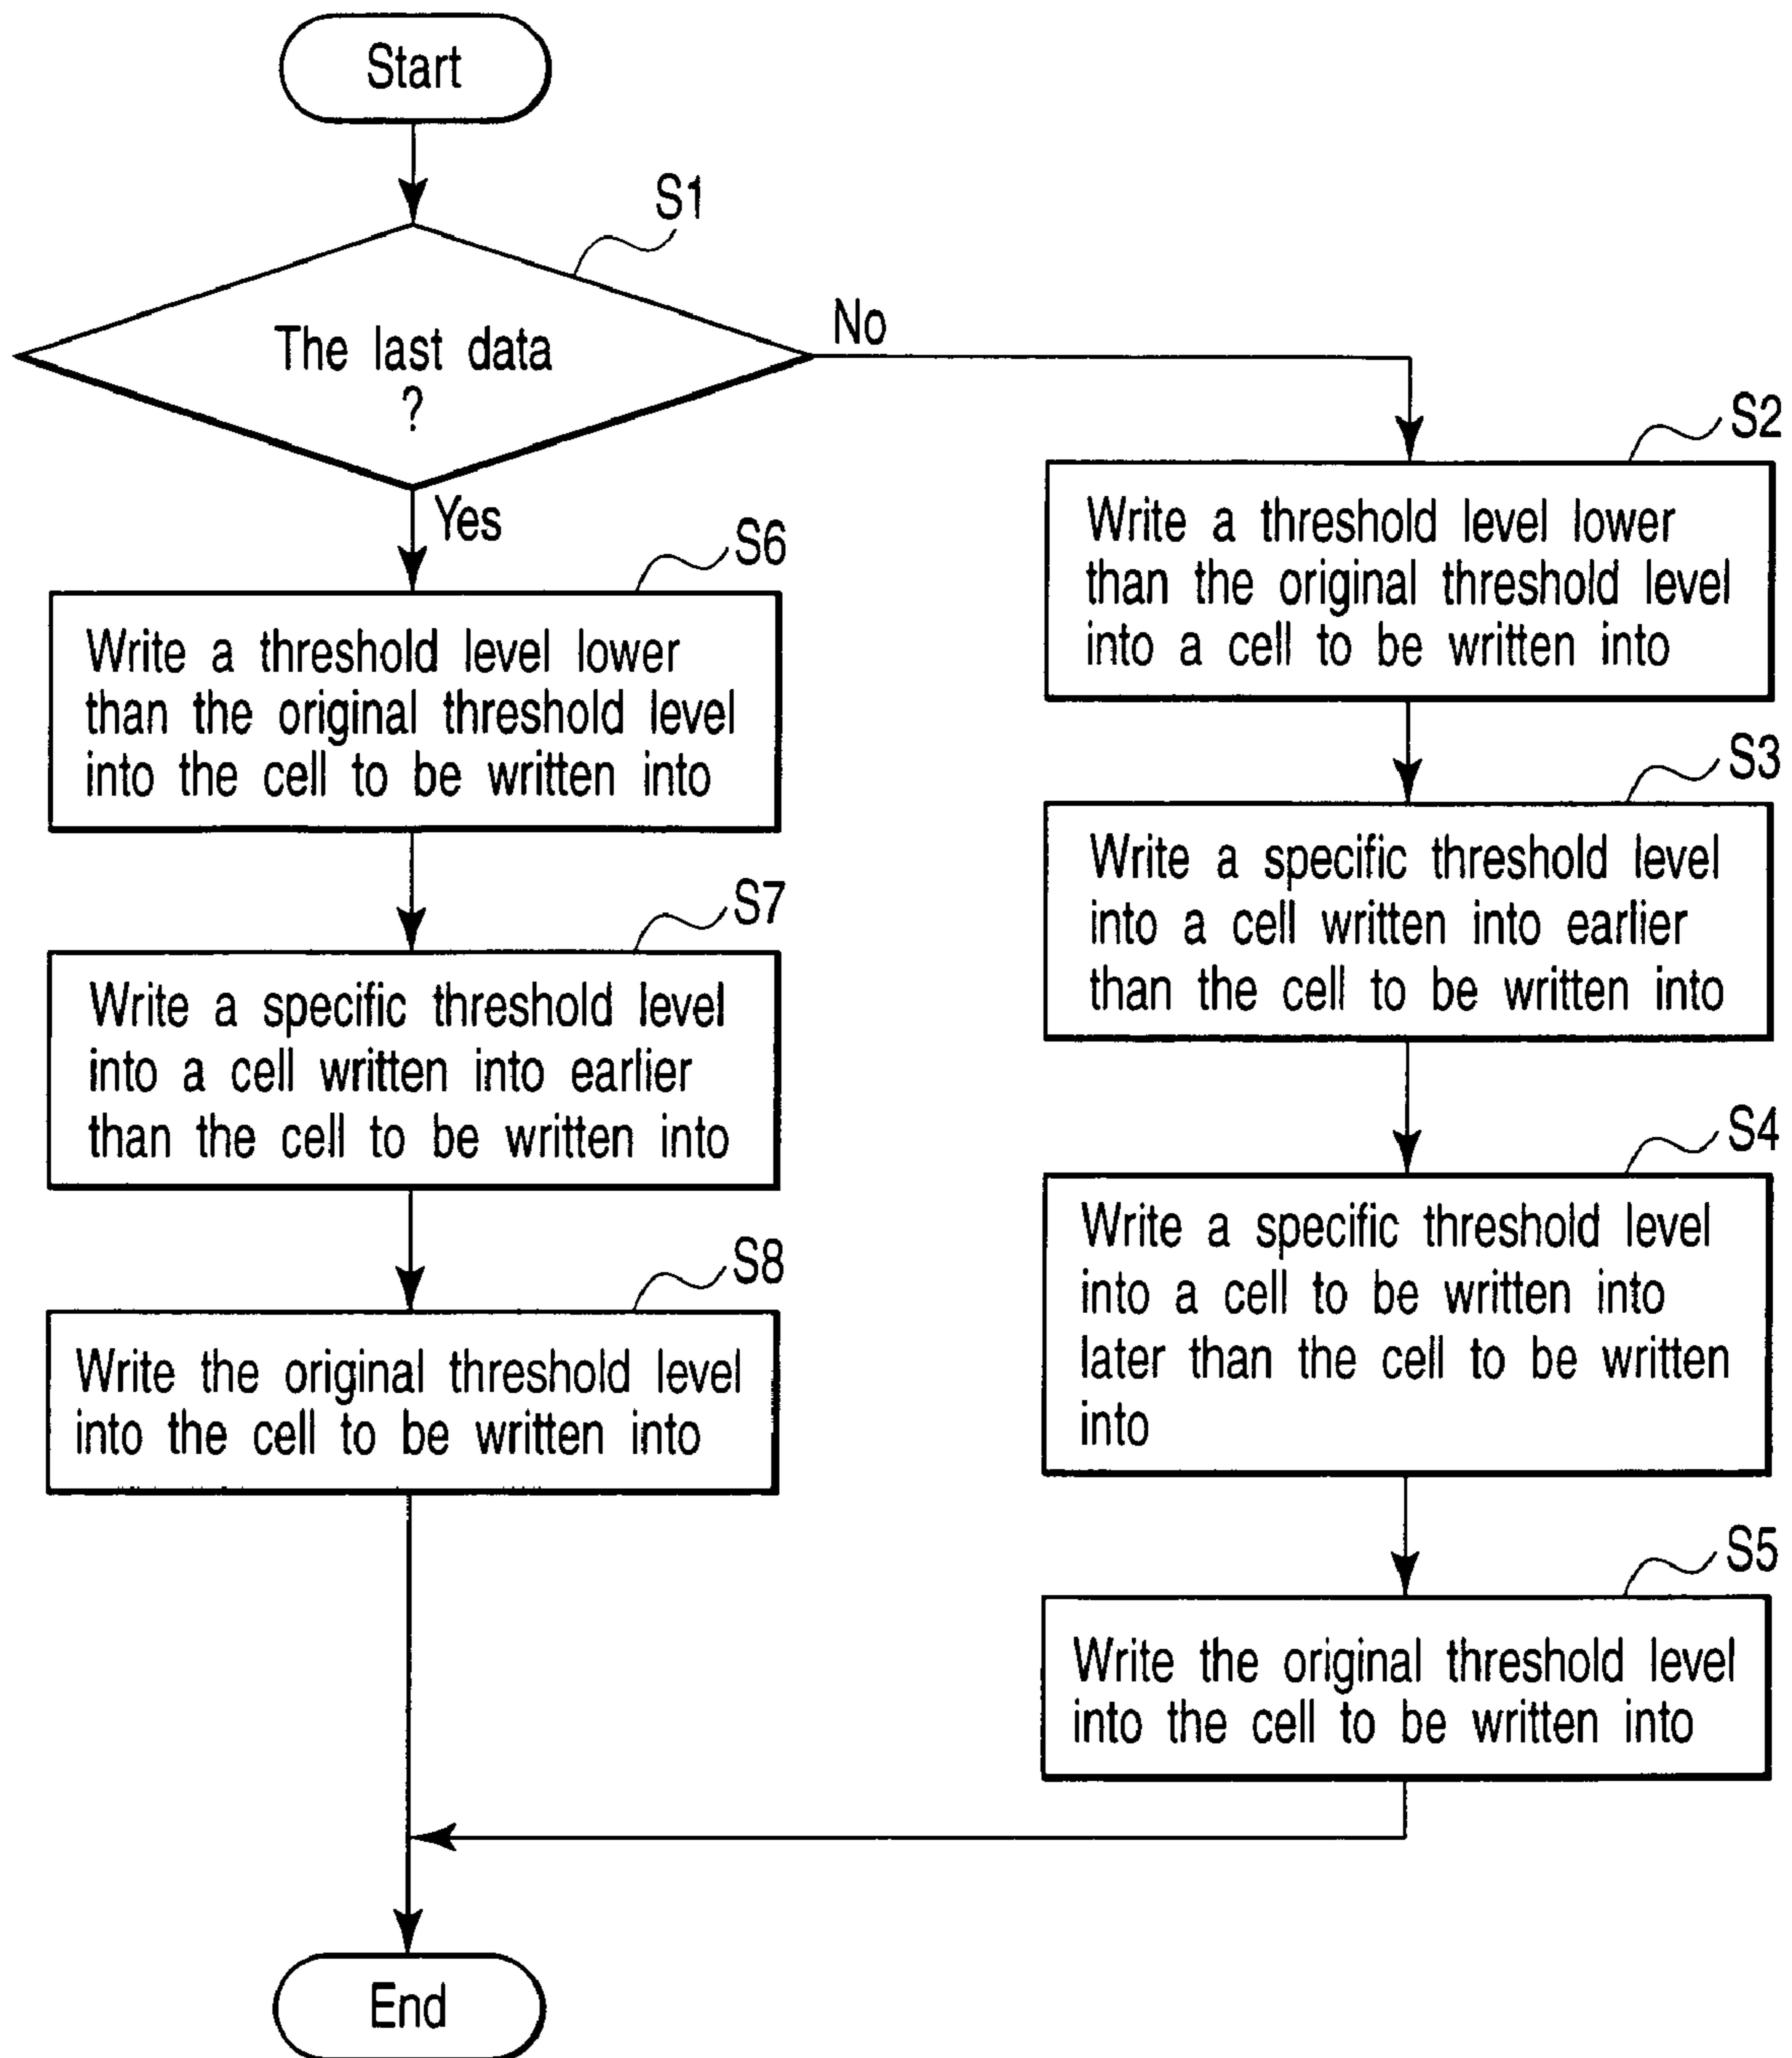 Start
S1
The last data
?
No
Yes
S2
Write a threshold level lower
than the original threshold level
into a cell to be written into
S6
Write a threshold level lower
than the original threshold level
into the cell to be written into
S3
Write a specific threshold level
into a cell written into earlier
than the cell to be written into
S7
Write a specific threshold level
into a cell written into earlier
than the cell to be written into
S4
Write a specific threshold level
into a cell to be written into
later than the cell to be written
into
S8
Write the original threshold level
into the cell to be written into
S5
Write the original threshold level
into the cell to be written into
End